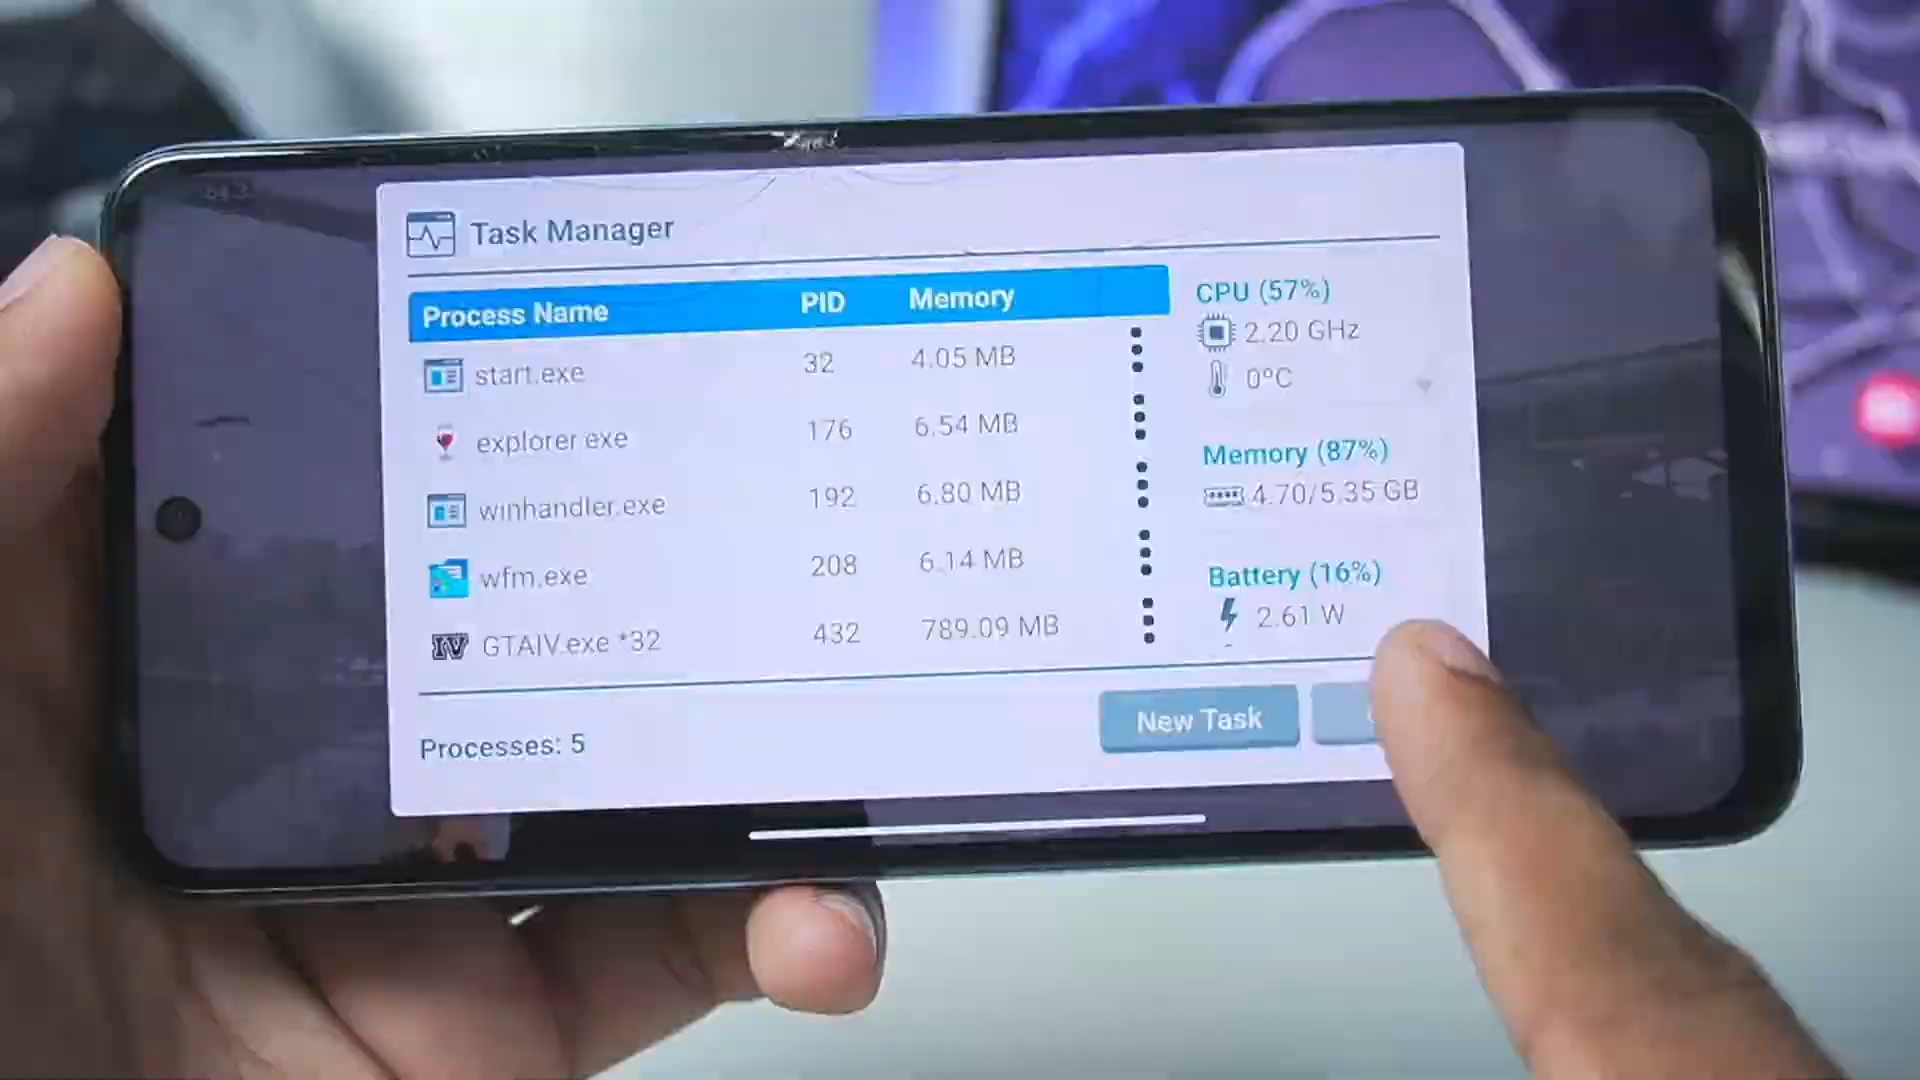 Task Manager
Process Name PID Memory
start.exe 32 4.05 MB
explorer.exe 176 6.54 MB
winhandler.exe 192 6.80 MB
wfm.exe 208 6.14 MB
GTAIV.exe *32 432 789.09 MB
CPU (57%)
2.20 GHz
0°C
Memory (87%)
4.70/5.35 GB
Battery (16%)
2.61 W
Processes: 5
New Task